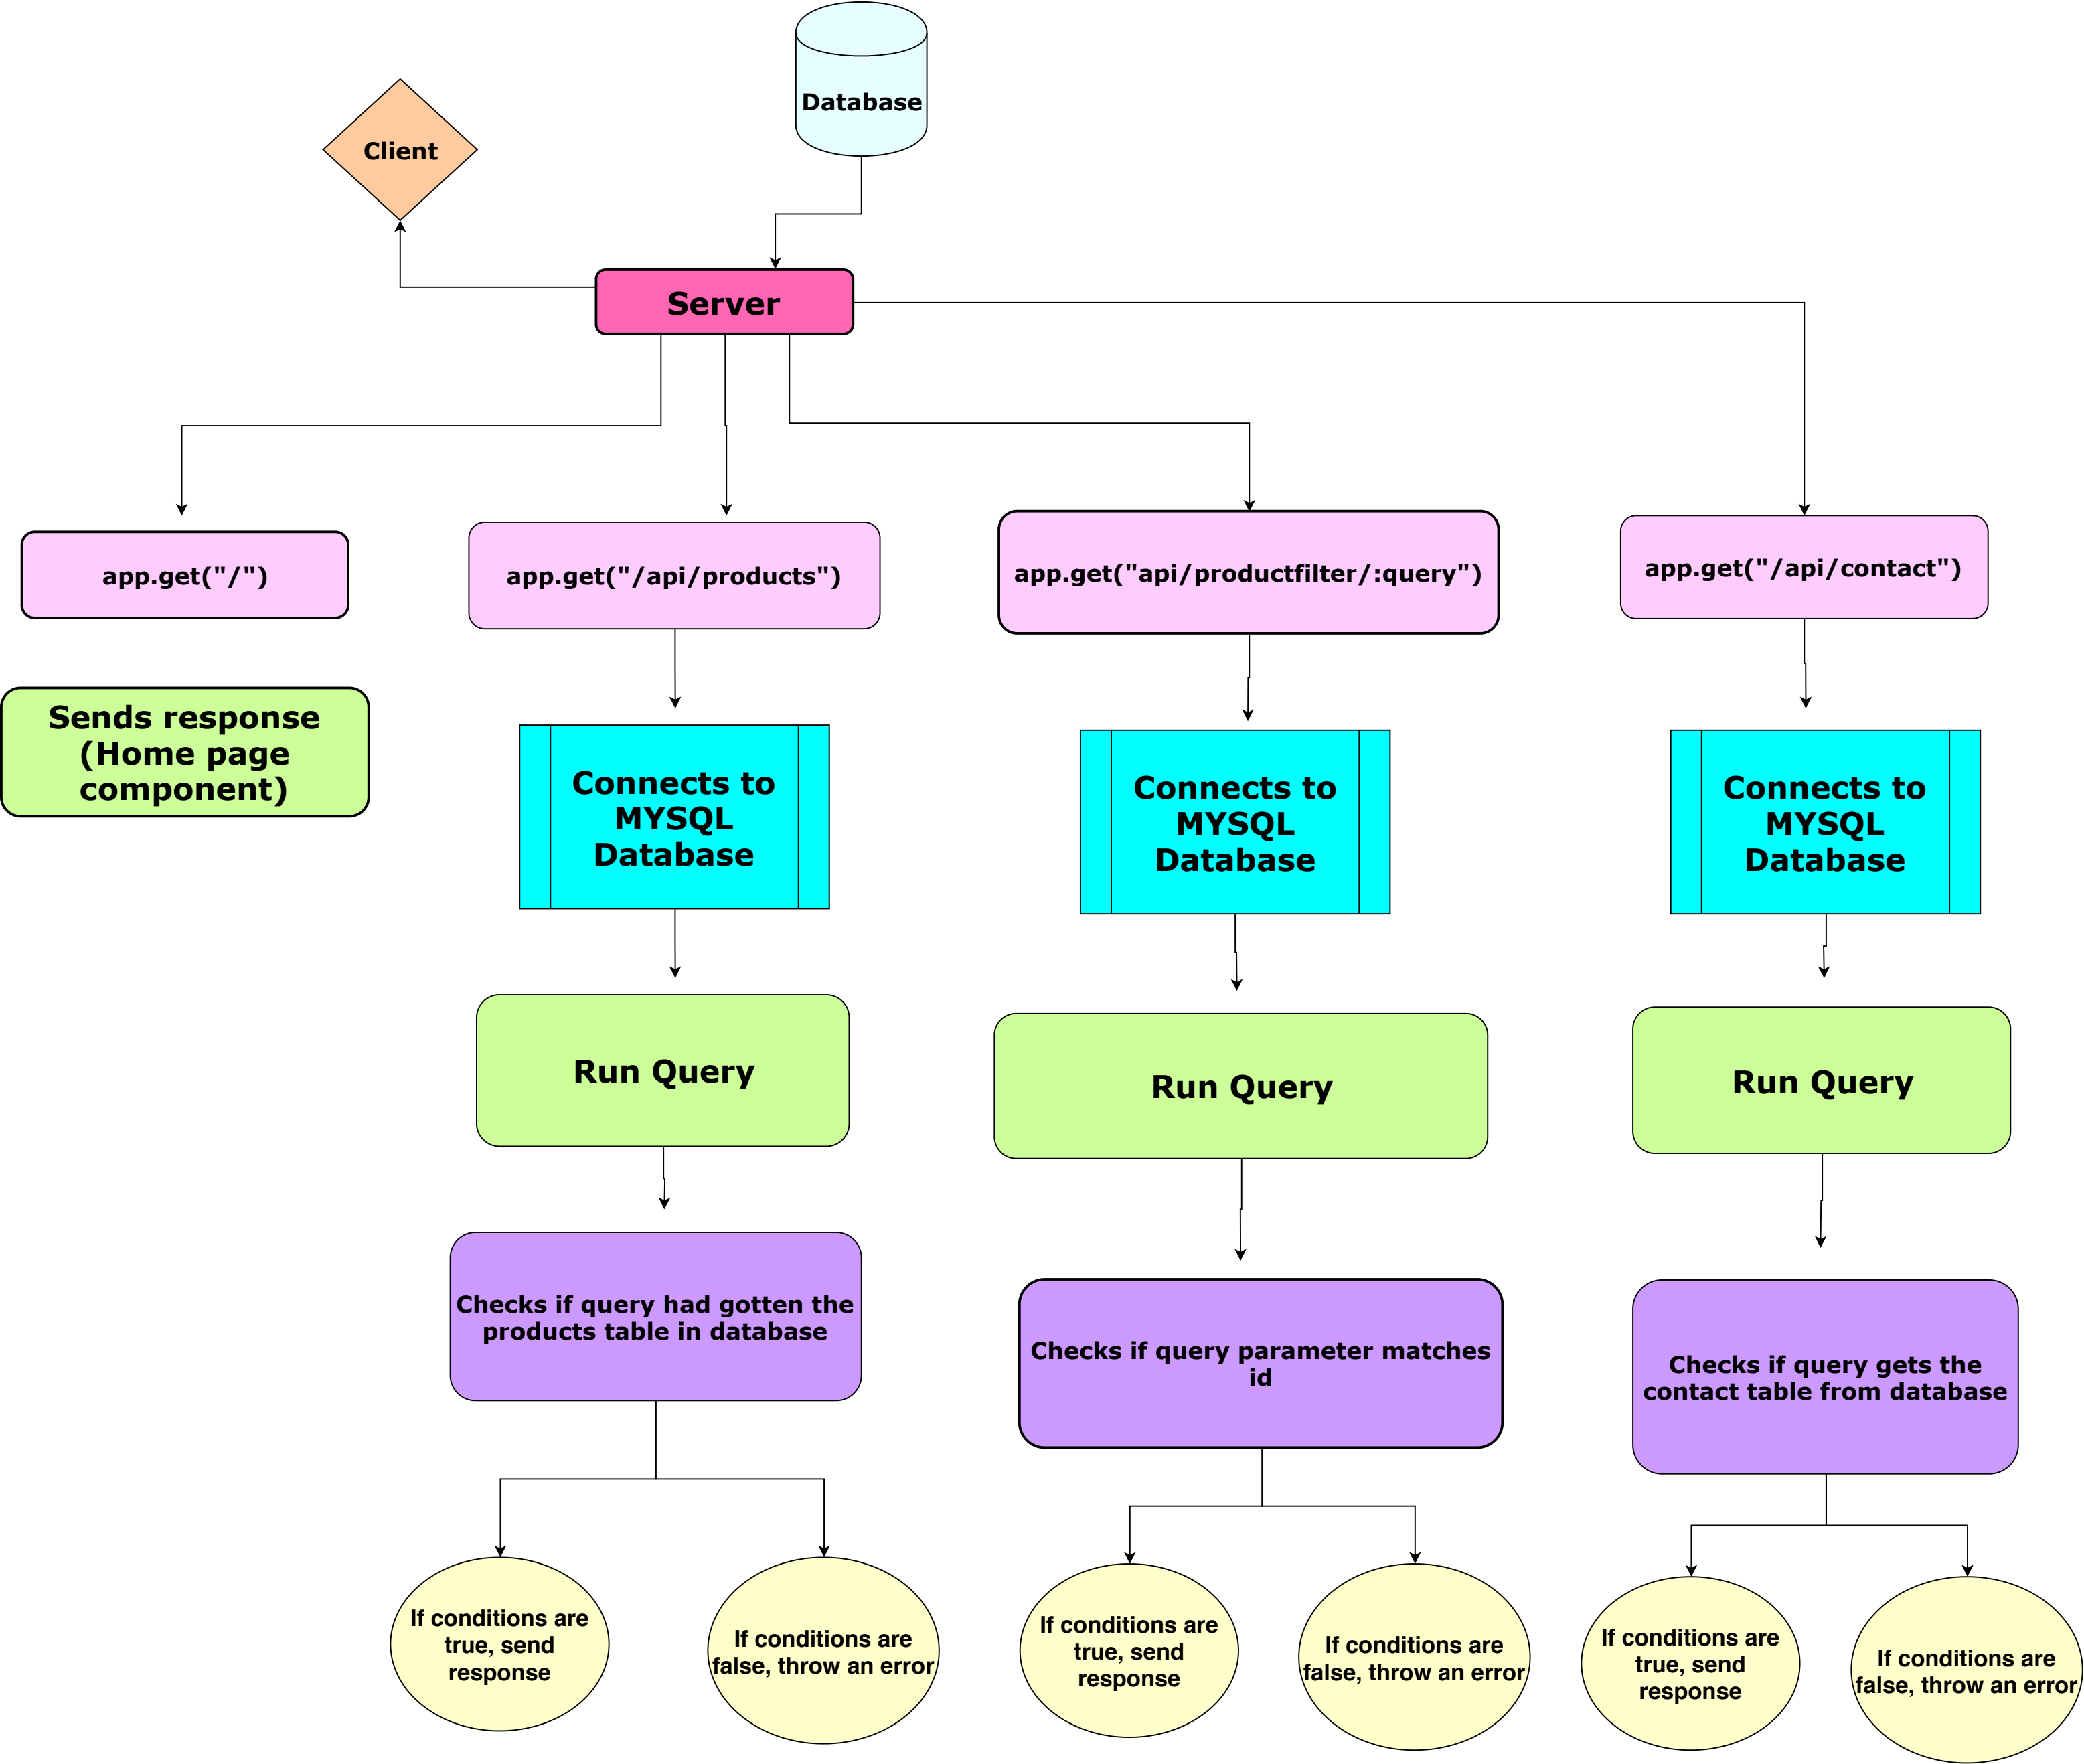 Database
Client
Server
app.get("/")
app.get("/api/products")
app.get("api/productfilter/:query")
app.get("/api/contact")
Sends response
(Home page
component)
Connects to
MYSQL
Database
Connects to
MYSQL
Database
Connects to
MYSQL
Database
Run Query
Run Query
Run Query
Checks if query had gotten the
products table in database
Checks if query parameter matches
id
Checks if query gets the
contact table from database
If conditions are
true, send
response
If conditions are
false, throw an error
If conditions are
true, send
response
If conditions are
false, throw an error
If conditions are
true, send
response
If conditions are
false, throw an error